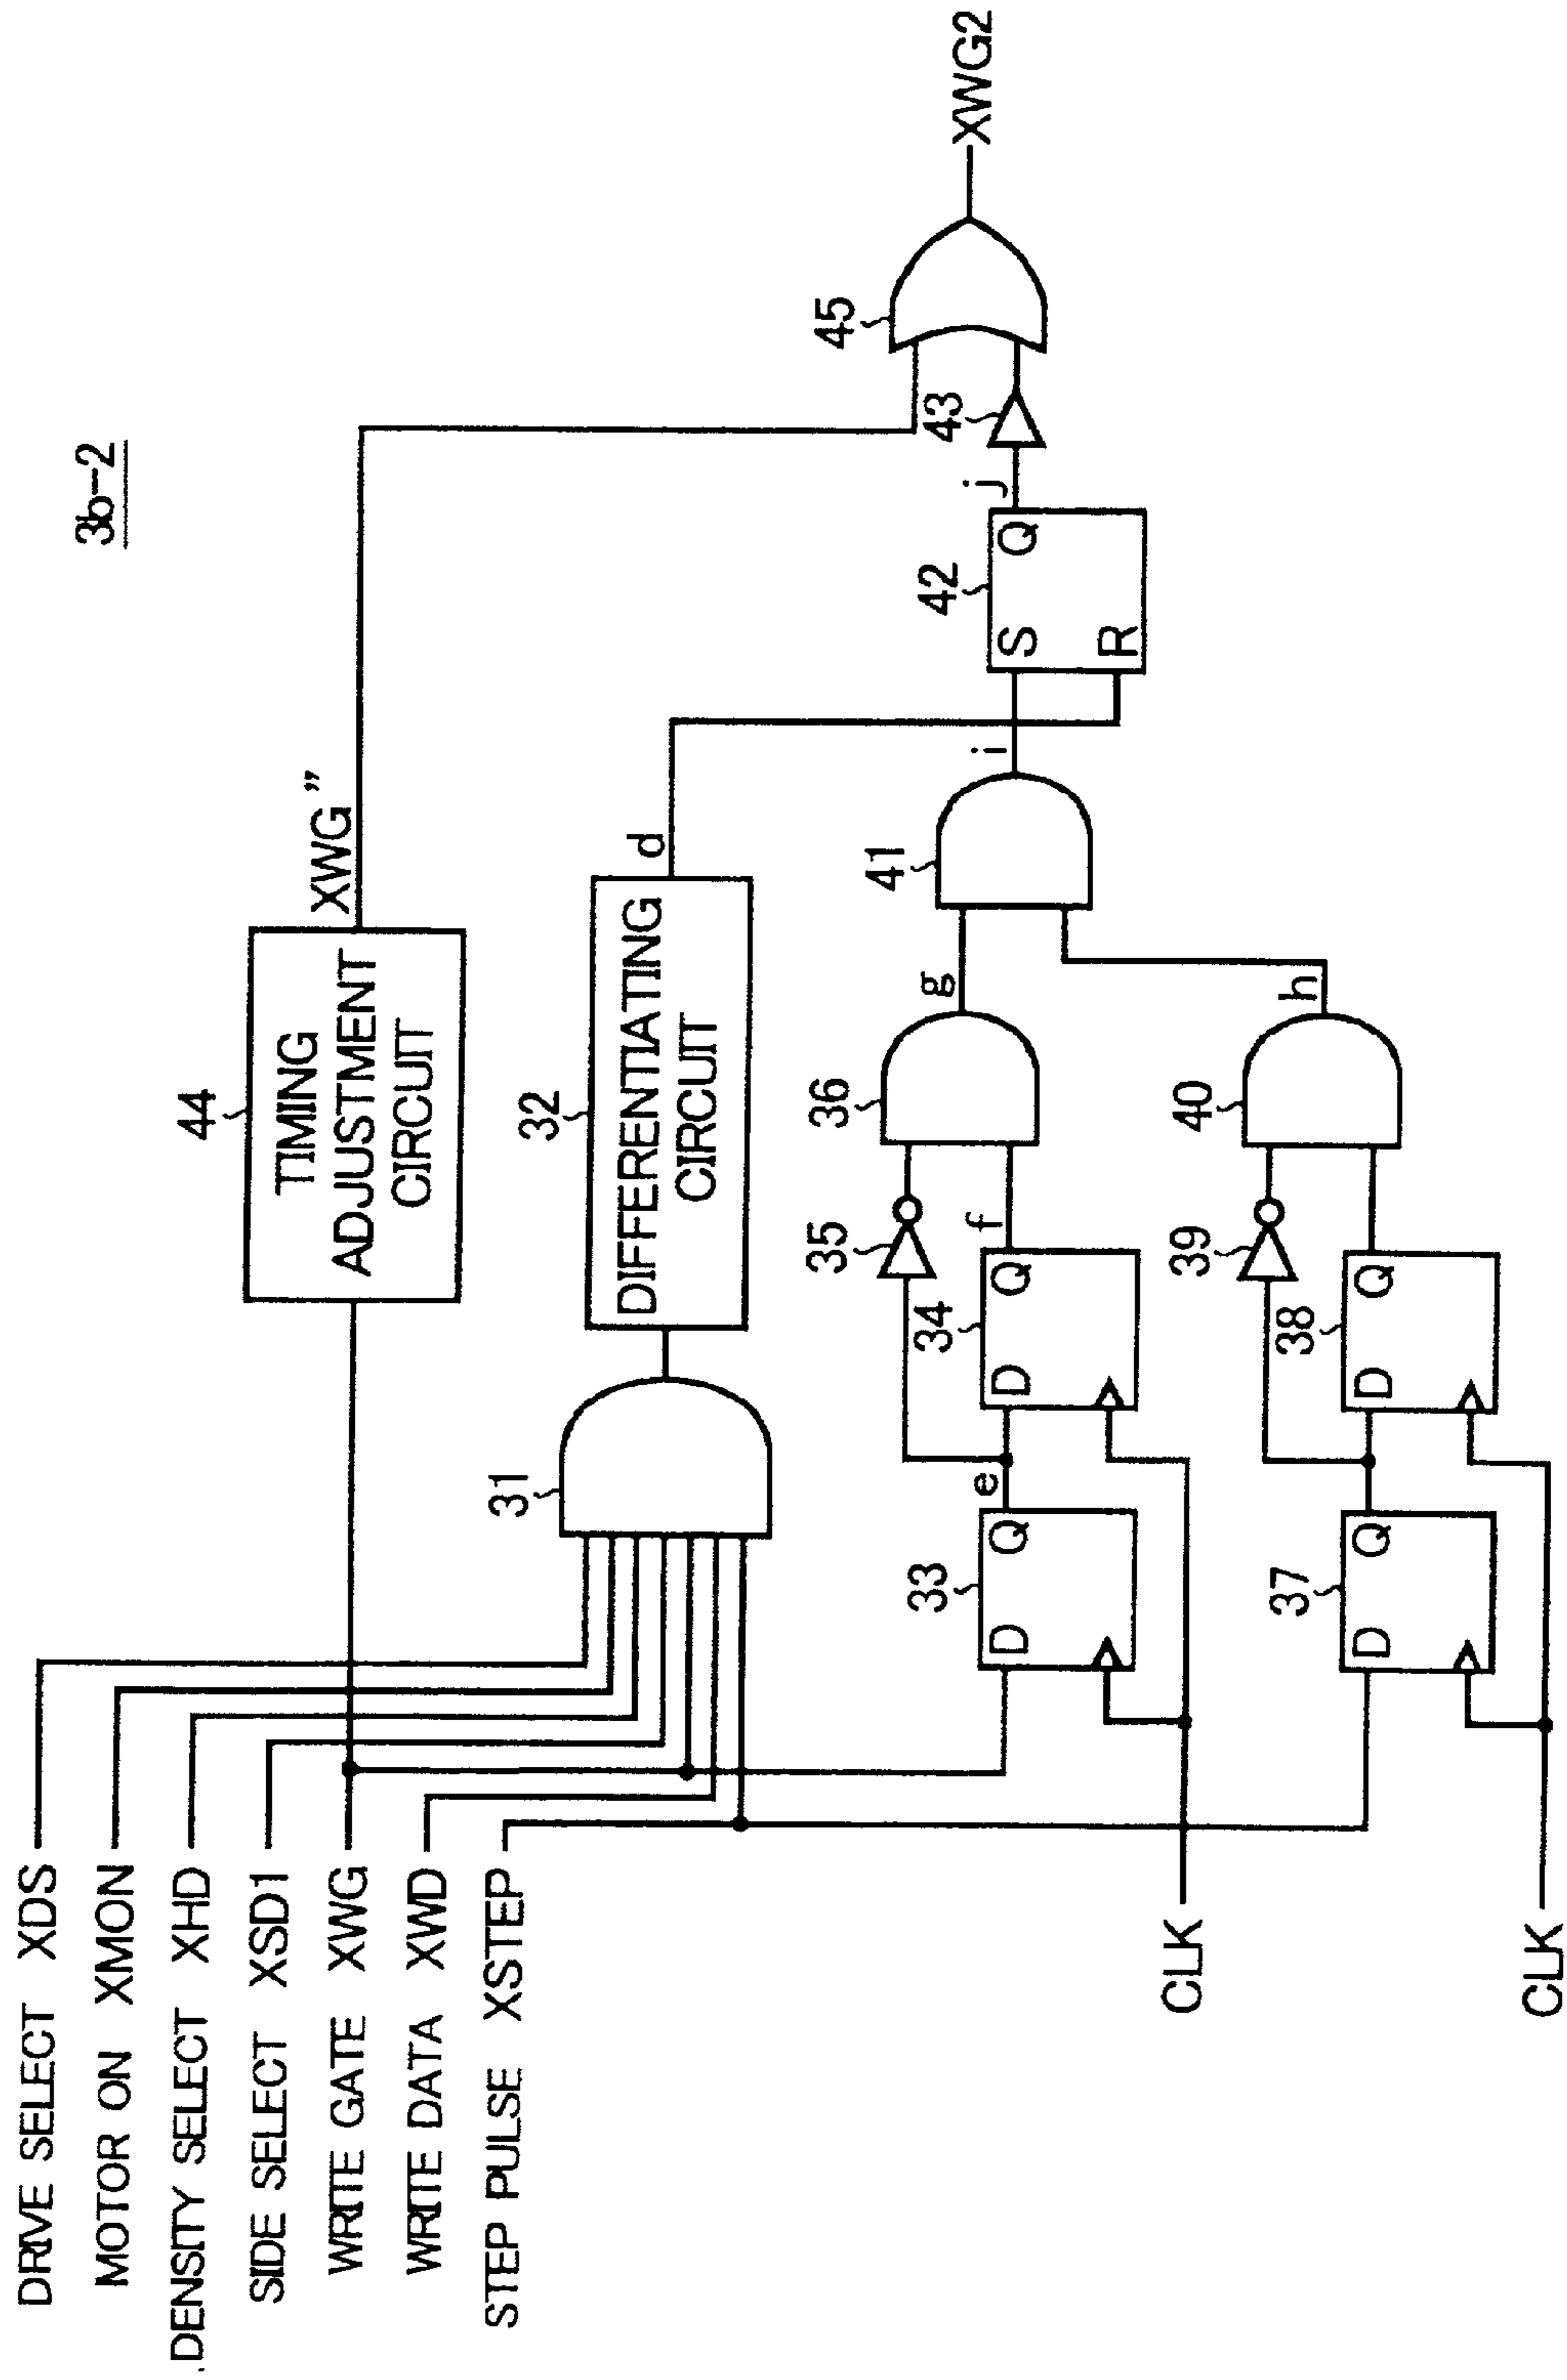 3b-2
DRIVE SELECT XDS
MOTOR ON XMON
DENSITY SELECT XHD
SIDE SELECT XSD1
WRITE GATE XWG
WRITE DATA XWD
STEP PULSE XSTEP
CLK
CLK
44
TIMING
ADJUSTMENT
CIRCUIT
XWG”
31
32
DIFFERENTIATING
CIRCUIT
d
33
D
Q
e
34
D
Q
f
35
36
g
37
D
Q
38
D
Q
39
40
h
41
i
42
S
Q
R
j
43
45
XWG2